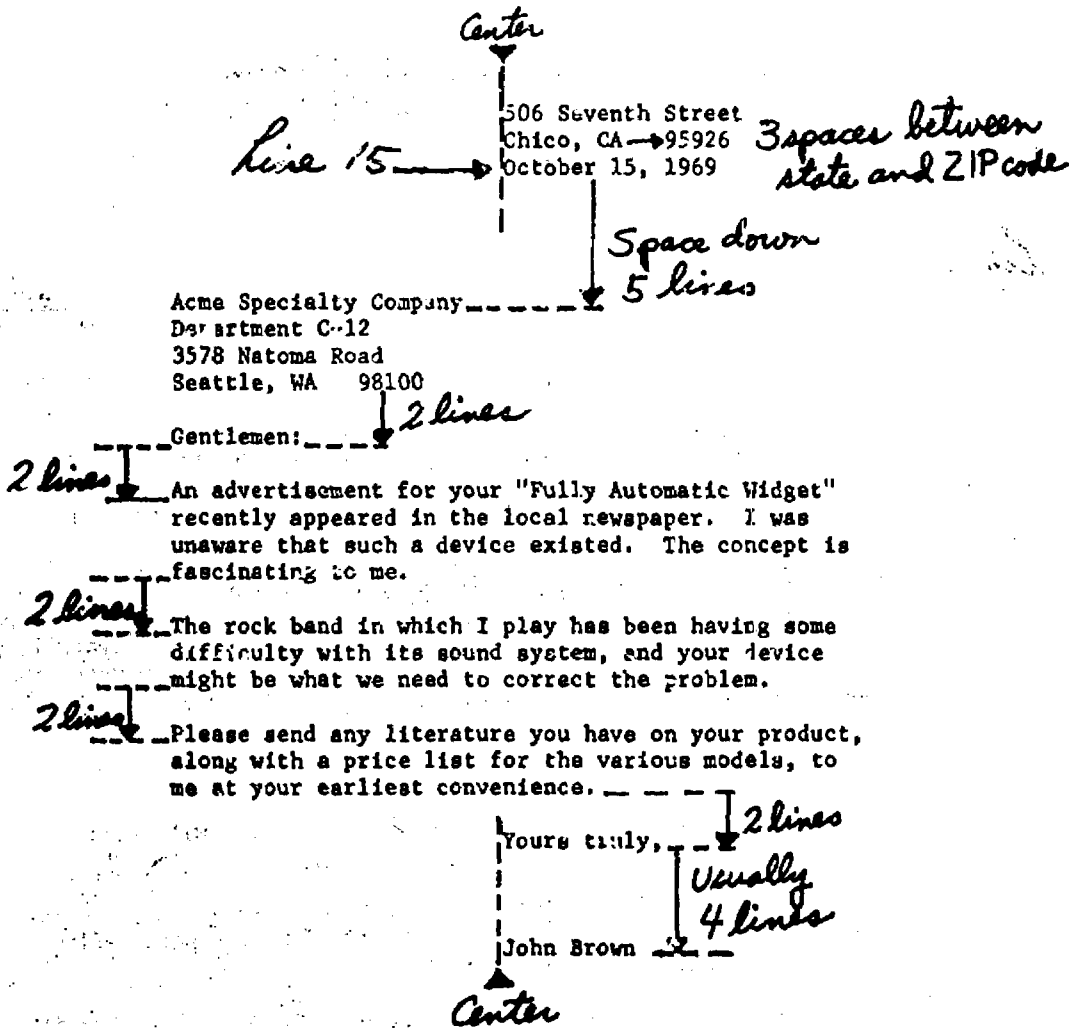 Center
506 Seventh Street
Chico, CA 95926 3 spaces between
state and ZIP code
Line 15
October 15, 1969
Space down
5 lines
Acme Specialty Company
Department C-12
3578 Natoma Road
Seattle, WA   98100
2 lines
Gentlemen:
2 lines
An advertisement for your "Fully Automatic Widget"
recently appeared in the local newspaper.  I was
unaware that such a device existed.  The concept is
fascinating to me.
2 lines
The rock band in which I play has been having some
difficulty with its sound system, and your device
might be what we need to correct the problem.
2 lines
Please send any literature you have on your product,
along with a price list for the various models, to
me at your earliest convenience.
2 lines
Yours truly,
Usually
4 lines
John Brown
Center